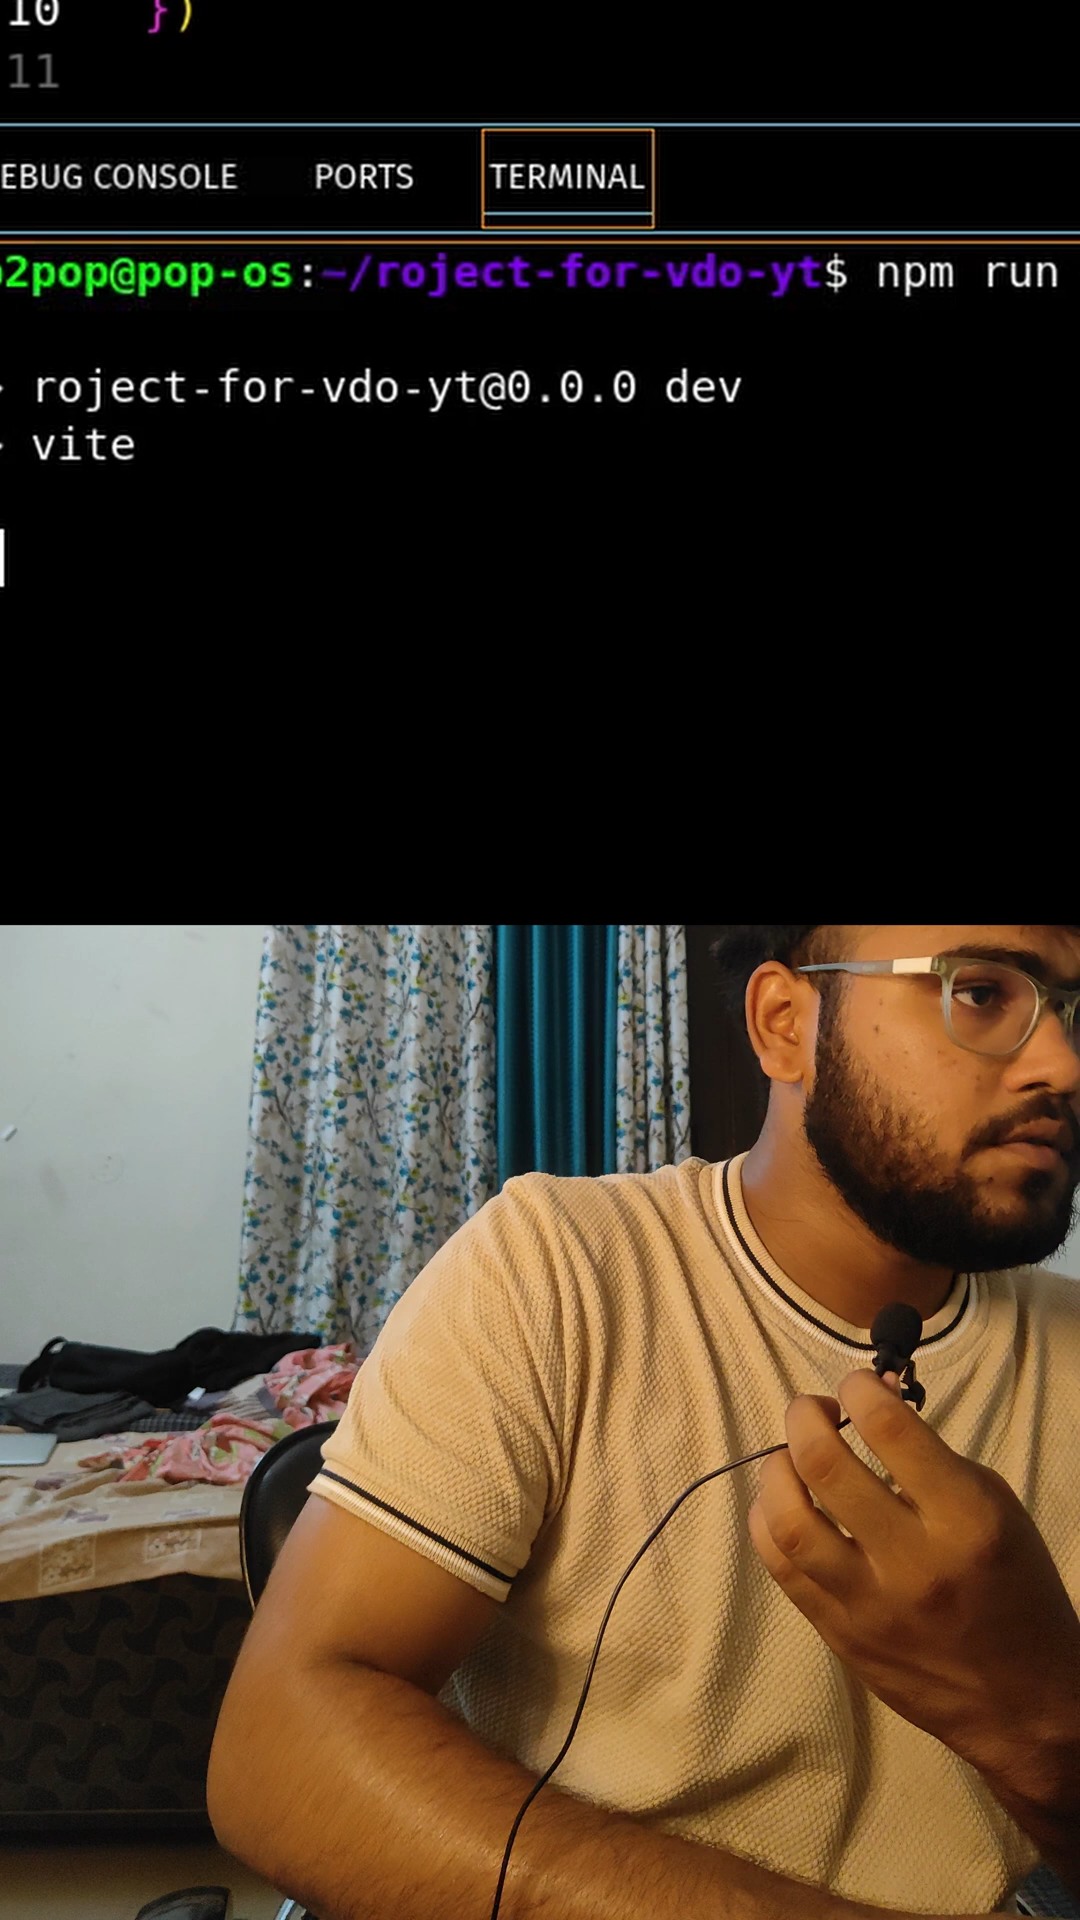 10 })
11
EBUG CONSOLE PORTS TERMINAL
2pop@pop-os:~/roject-for-vdo-yt$ npm run
roject-for-vdo-yt@0.0.0 dev
vite